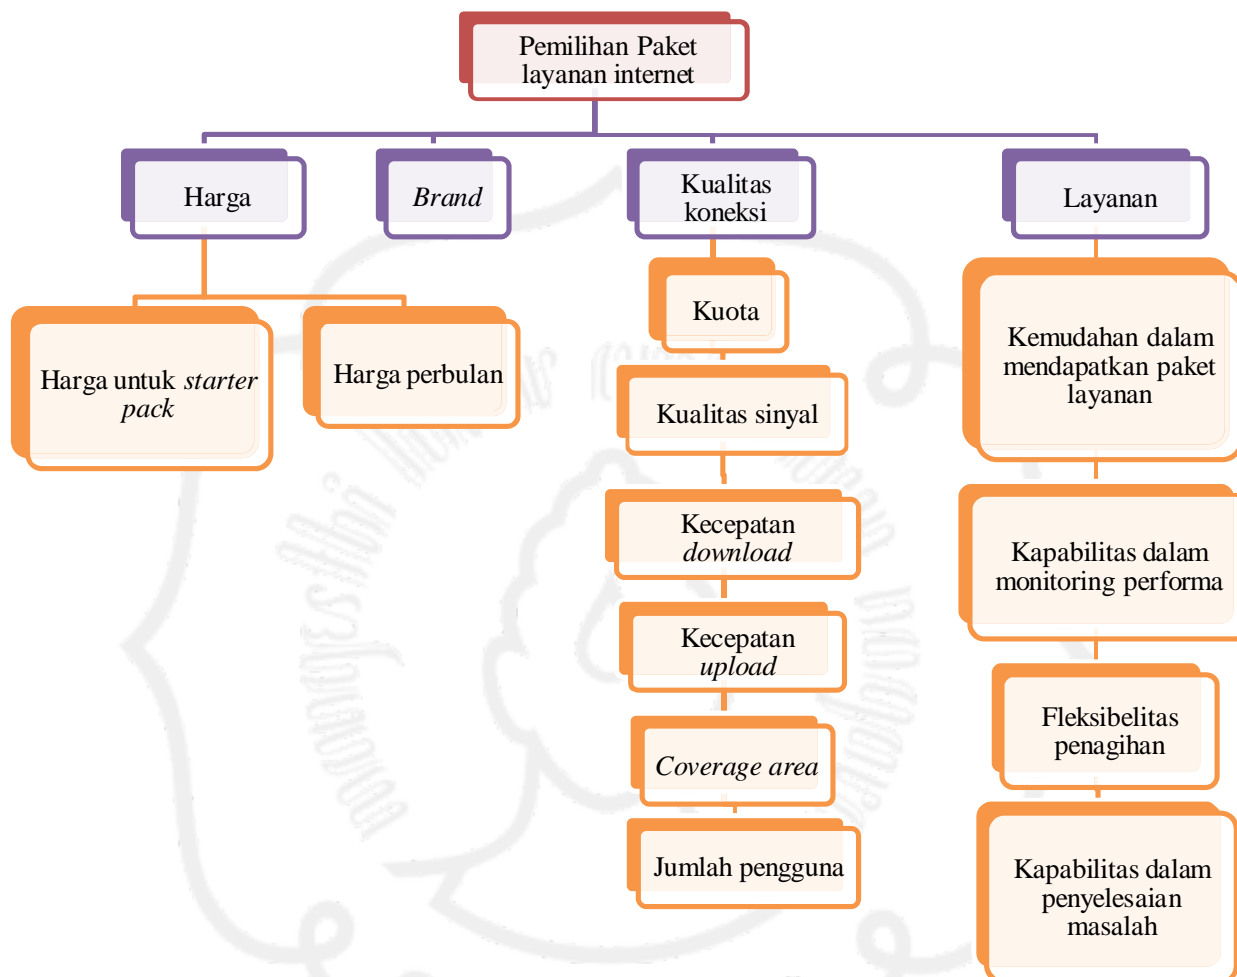 Pemilihan Paket
layanan internet
Harga
Brand
Kualitas
koneksi
Layanan
Harga untuk starter
pack
Harga perbulan
Kuota
Kualitas sinyal
Kecepatan
download
Kecepatan
upload
Coverage area
Jumlah pengguna
Kemudahan dalam
mendapatkan paket
layanan
Kapabilitas dalam
monitoring performa
Fleksibelitas
penagihan
Kapabilitas dalam
penyelesaian
masalah